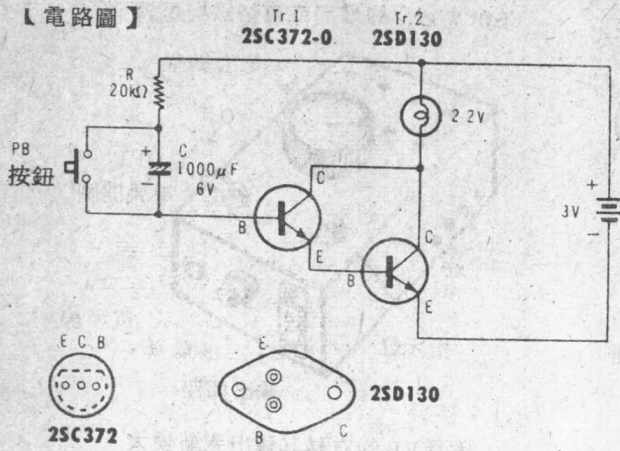 【電路圖】
Tr.1
2SC372-0
Tr.2
2SD130
R
20kΩ
2.2V
PB
按鈕
+
C
1000μF
6V
−
C
B
E
C
B
E
+
3V
−
E C B
2SC372
E
B
C
2SD130